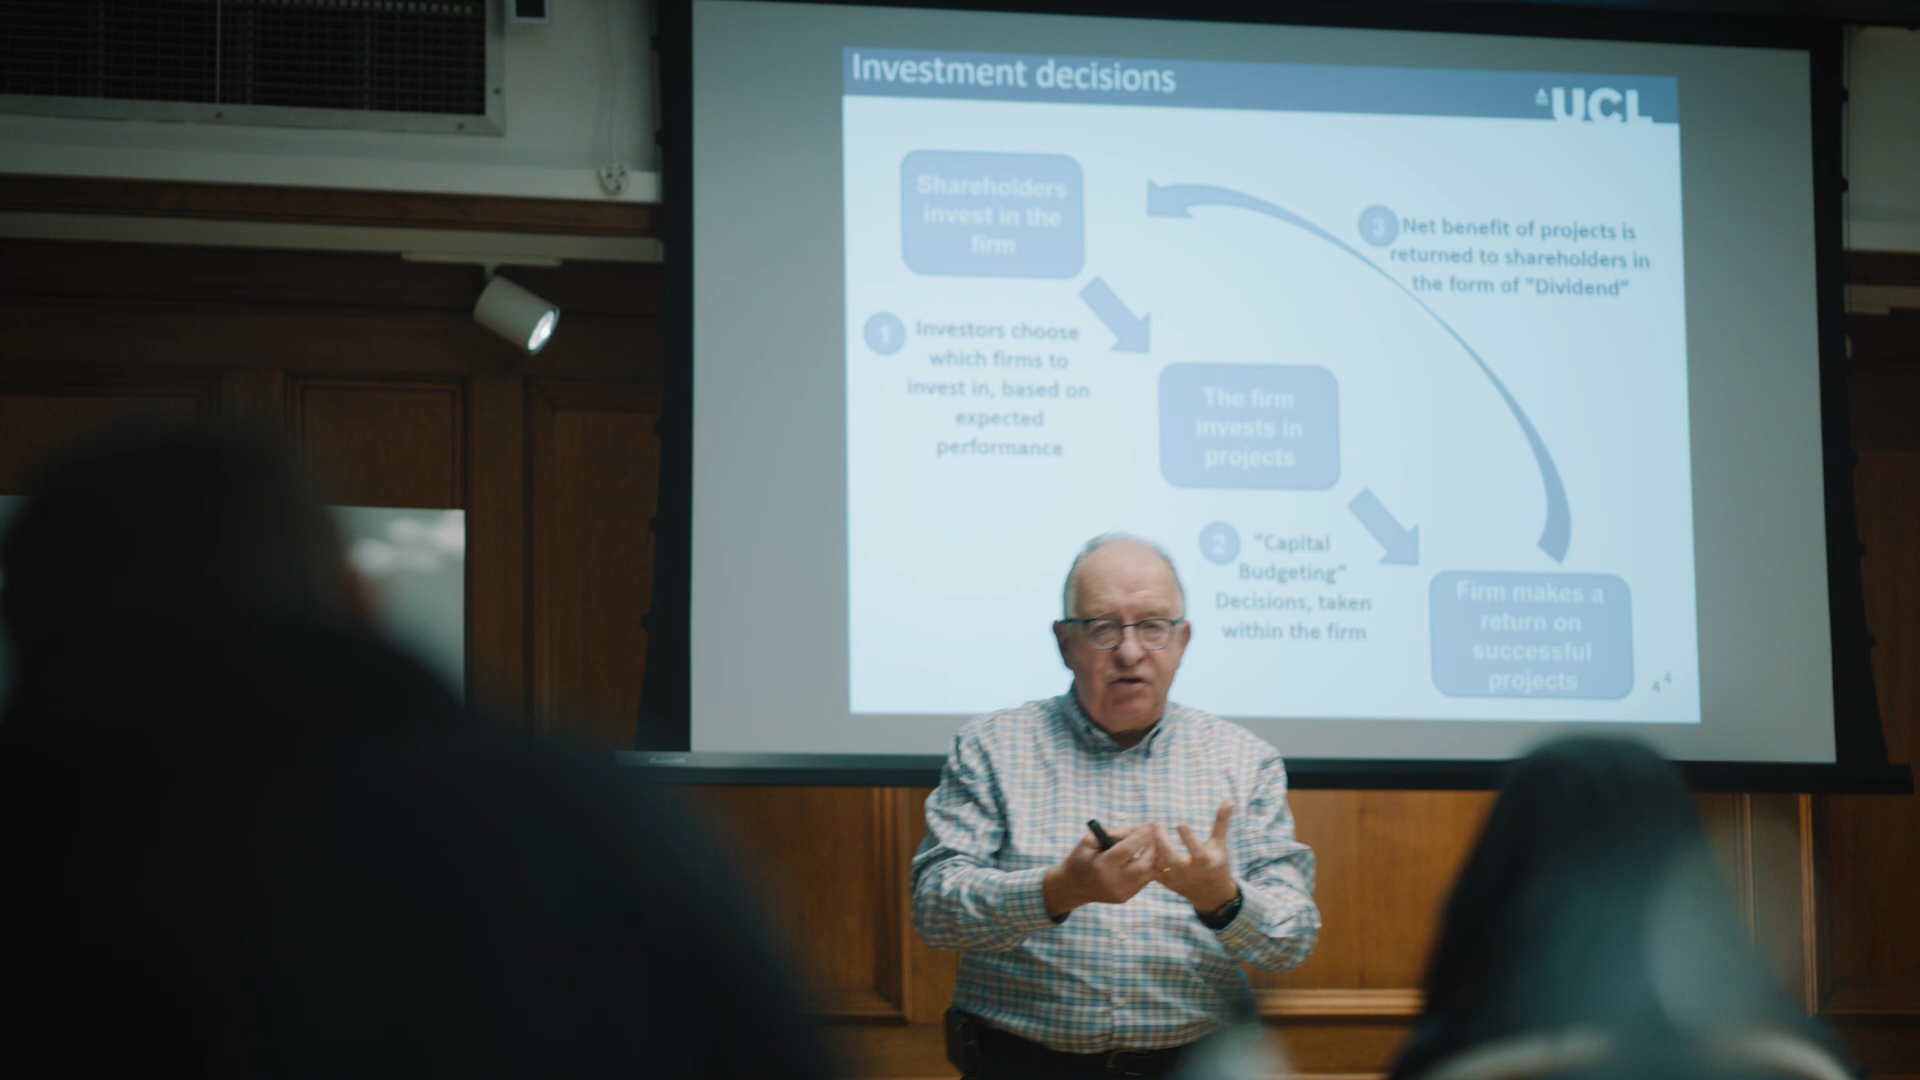 Investment decisions
UCL
Shareholders
invest in the
firm
1
Investors choose
which firms to
invest in, based on
expected
performance
3
Net benefit of projects is
returned to shareholders in
the form of "Dividend"
The firm
invests in
projects
2
"Capital
Budgeting"
Decisions, taken
within the firm
Firm makes a
return on
successful
projects
4
4